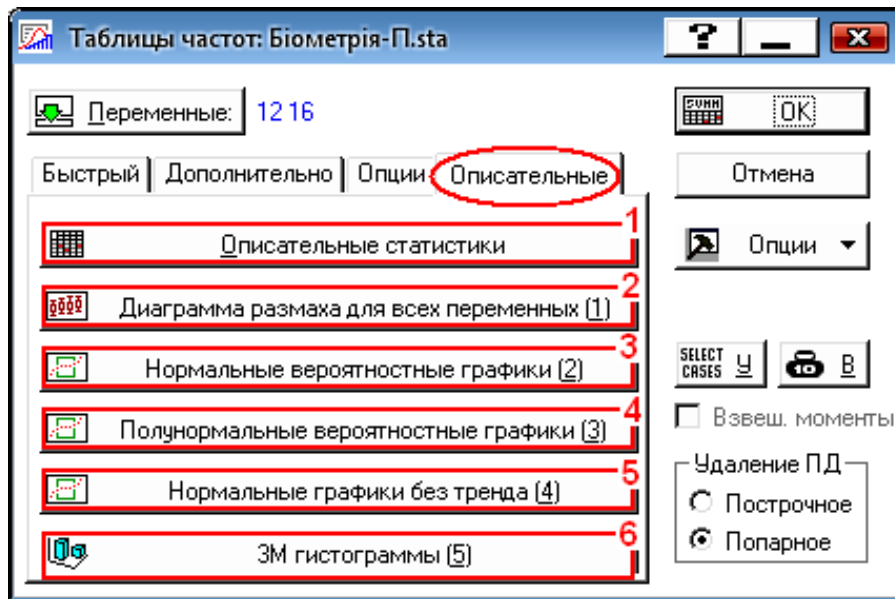 Таблицы частот: Біометрія-П.sta
?
Переменные: 12 16
SUMM OK
Быстрый Дополнительно Опции Описательные
Отмена
1
Описательные статистики
Опции
2
Диаграмма размаха для всех переменных (1)
3
Нормальные вероятностные графики (2)
SELECT CASES У В
4
Полунормальные вероятностные графики (3)
Взвеш. моменты
5
Нормальные графики без тренда (4)
Удаление ПД
Построчное
6
3М гистограммы (5)
Попарное